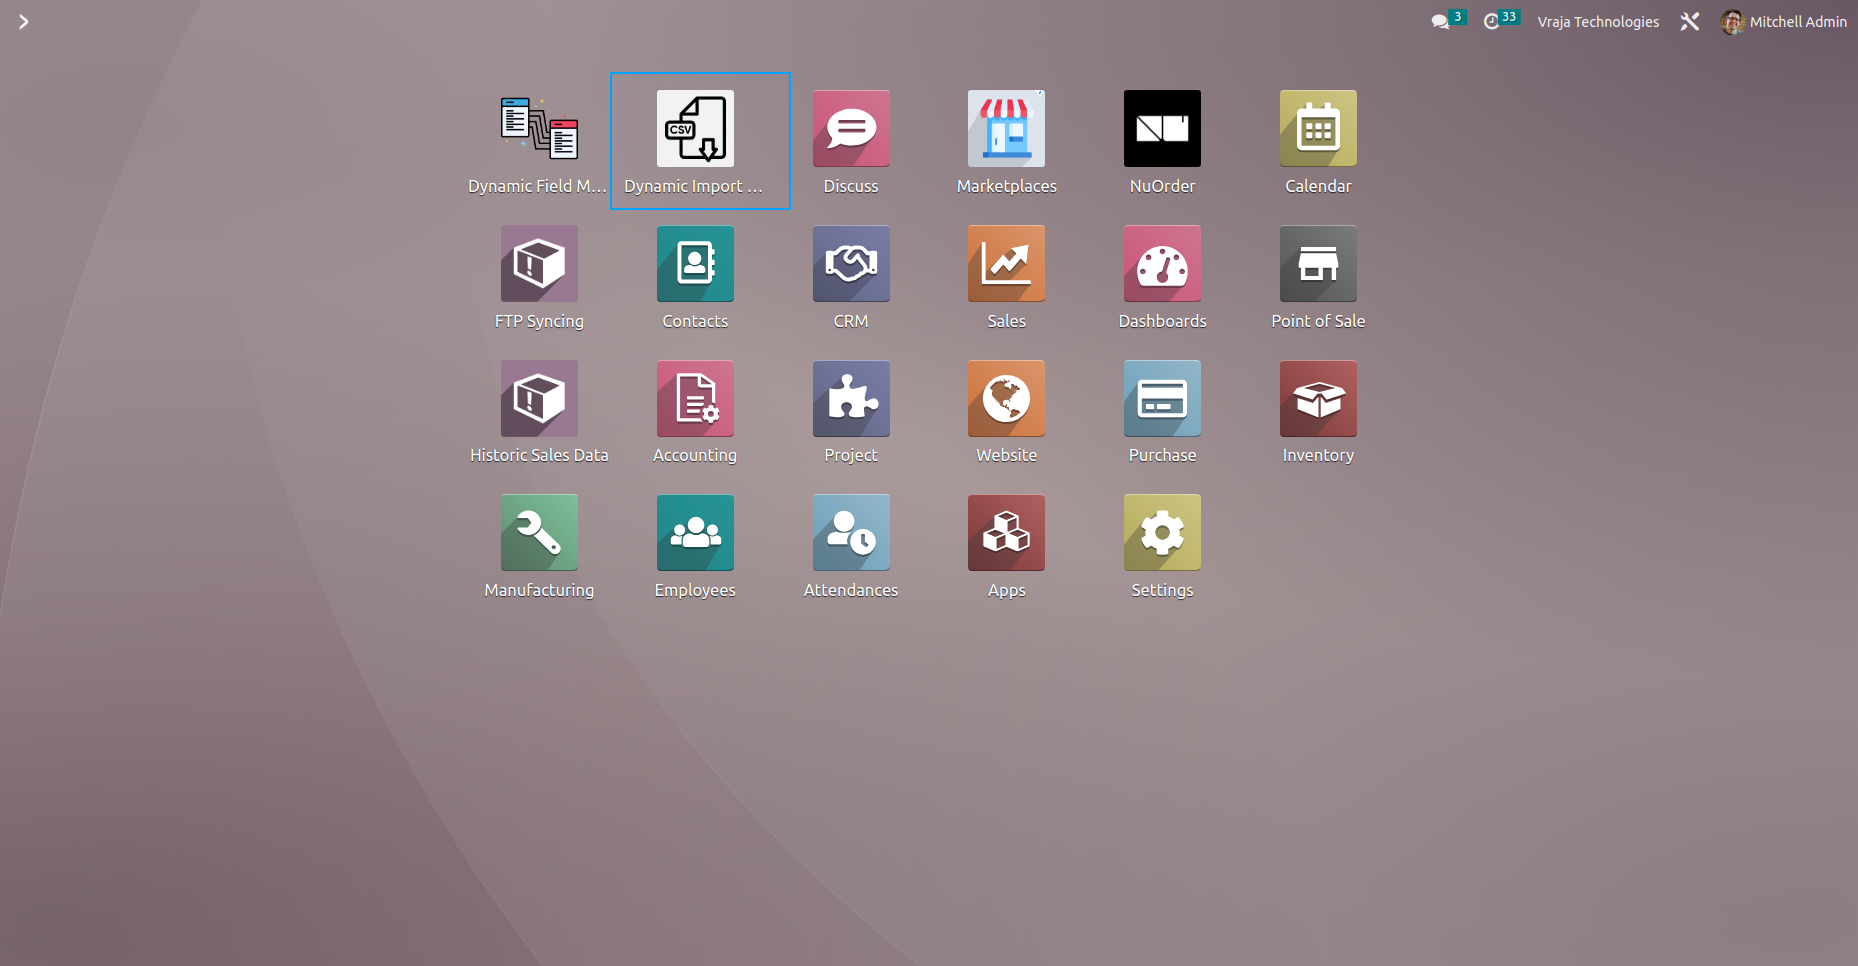 3 33 Vraja Technologies Mitchell Admin
CSV
Dynamic Field M... Dynamic Import ... Discuss Marketplaces NuOrder Calendar
FTP Syncing Contacts CRM Sales Dashboards Point of Sale
Historic Sales Data Accounting Project Website Purchase Inventory
Manufacturing Employees Attendances Apps Settings